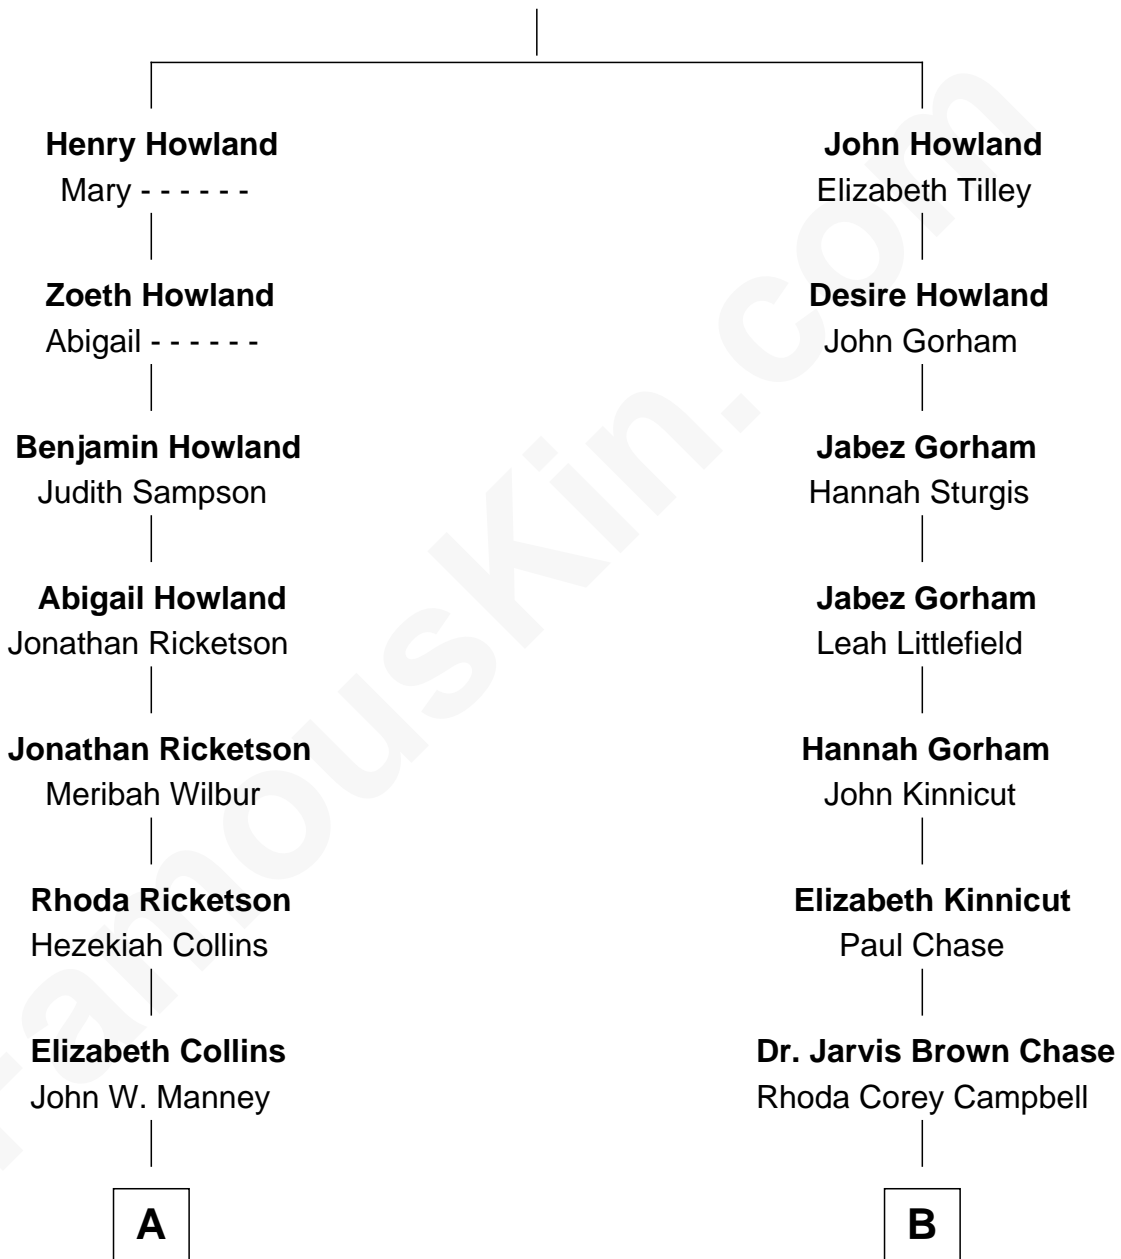 Henry Howland
Mary - - - - - -
Zoeth Howland
Abigail - - - - - -
Benjamin Howland
Judith Sampson
Abigail Howland
Jonathan Ricketson
Jonathan Ricketson
Meribah Wilbur
Rhoda Ricketson
Hezekiah Collins
Elizabeth Collins
John W. Manney
A
John Howland
Elizabeth Tilley
Desire Howland
John Gorham
Jabez Gorham
Hannah Sturgis
Jabez Gorham
Leah Littlefield
Hannah Gorham
John Kinnicut
Elizabeth Kinnicut
Paul Chase
Dr. Jarvis Brown Chase
Rhoda Corey Campbell
B
FamousKin.com